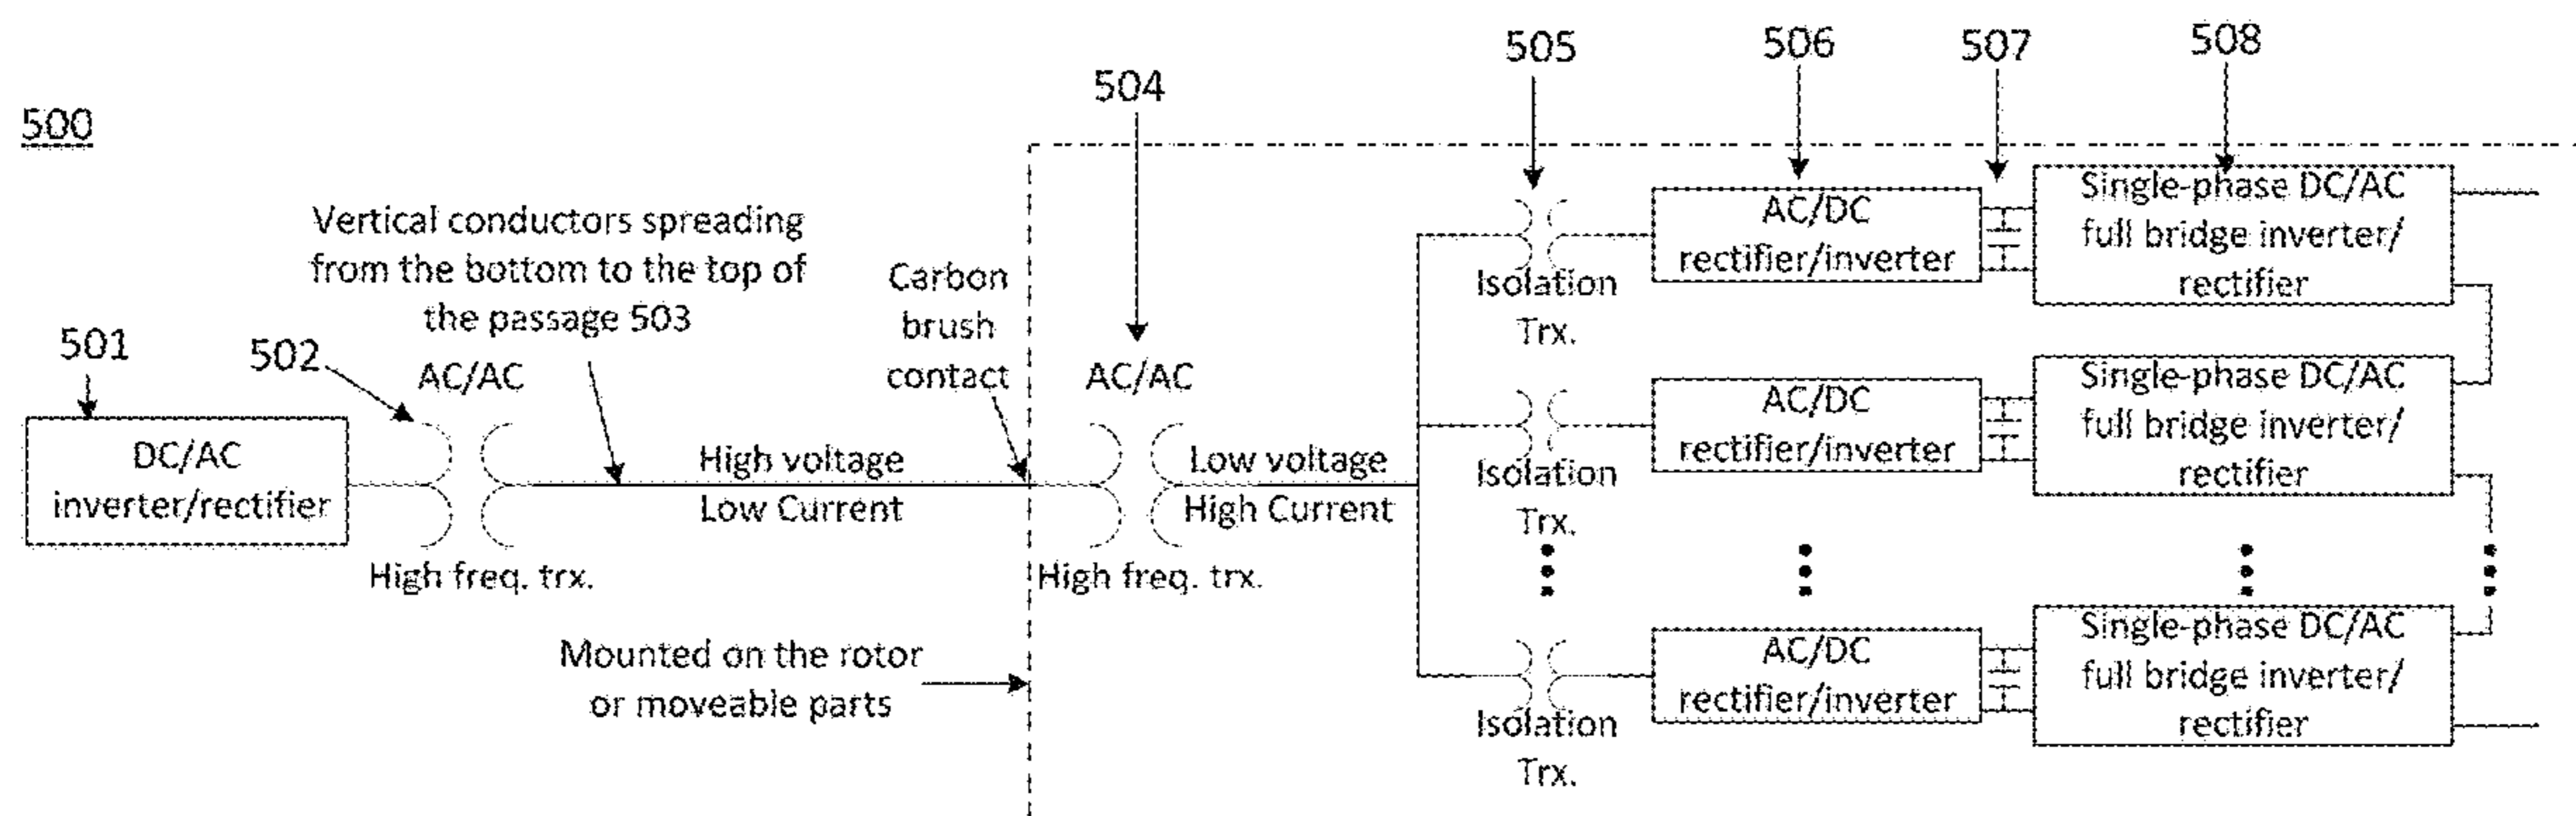 500
501
DC/AC
inverter/rectifier
502
AC/AC
High freq. trx.
Vertical conductors spreading
from the bottom to the top of
the passage 503
High voltage
Low Current
Carbon
brush
contact
Mounted on the rotor
or moveable parts
504
AC/AC
High freq. trx.
Low voltage
High Current
505
506
507
508
Isolation
Trx.
AC/DC
rectifier/inverter
Single-phase DC/AC
full bridge inverter/
rectifier
Isolation
Trx.
AC/DC
rectifier/inverter
Single-phase DC/AC
full bridge inverter/
rectifier
Isolation
Trx.
AC/DC
rectifier/inverter
Single-phase DC/AC
full bridge inverter/
rectifier